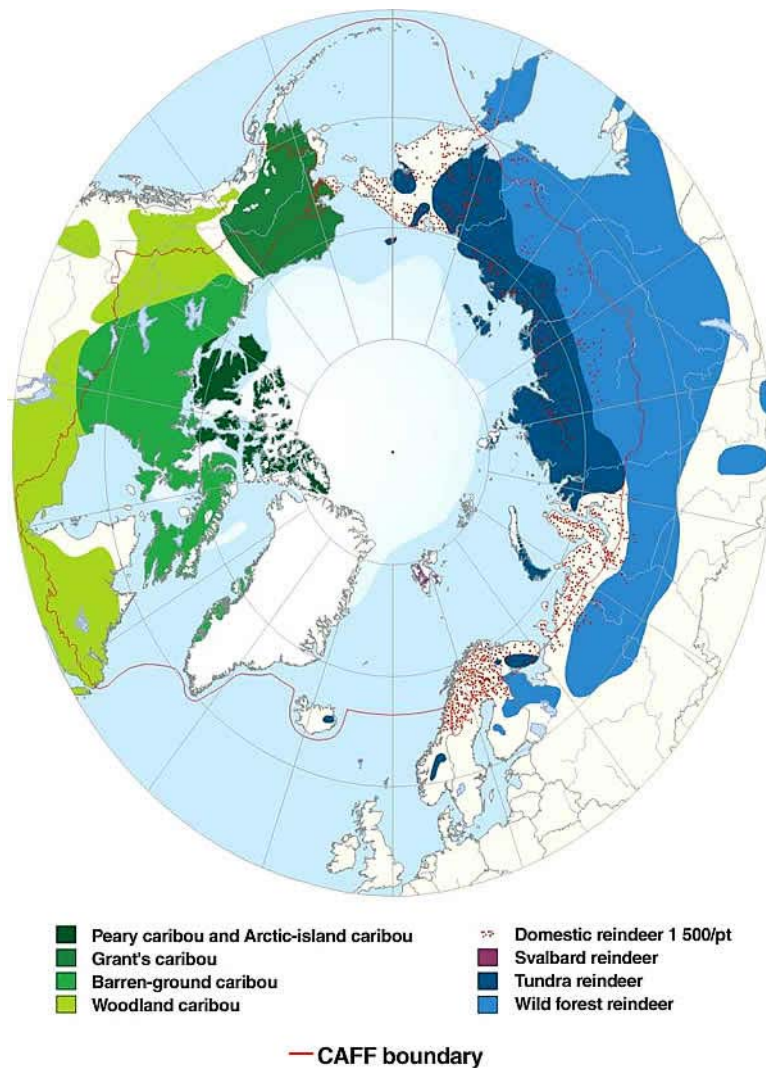 Peary caribou and Arctic-island caribou
Grant's caribou
Barren-ground caribou
Woodland caribou
Domestic reindeer 1 500/pt
Svalbard reindeer
Tundra reindeer
Wild forest reindeer
CAFF boundary